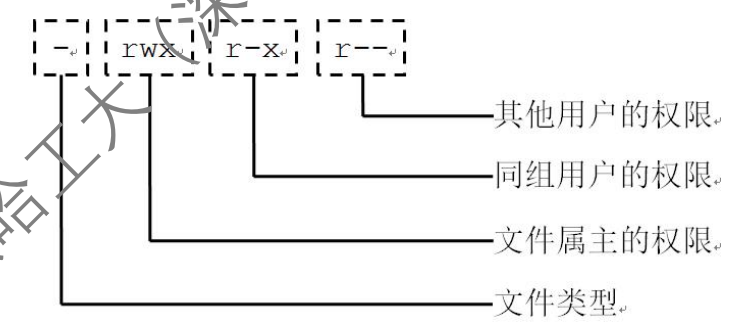 - rwx r-x r--
其他用户的权限
同组用户的权限
文件属主的权限
文件类型
哈工大（深